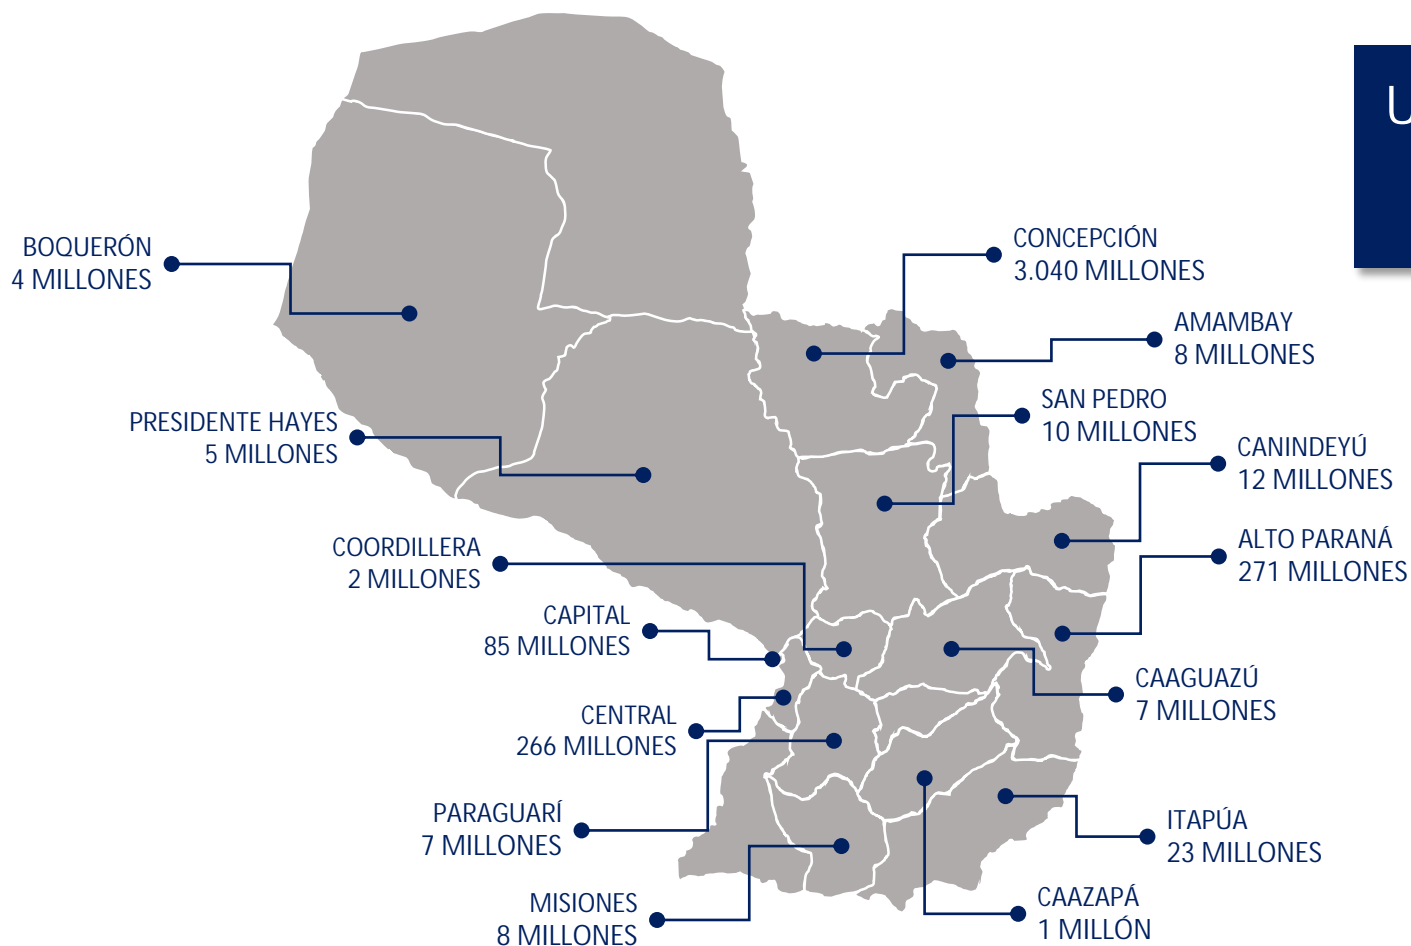 U
BOQUERÓN
4 MILLONES
CONCEPCIÓN
3.040 MILLONES
AMAMBAY
8 MILLONES
PRESIDENTE HAYES
5 MILLONES
SAN PEDRO
10 MILLONES
CANINDEYÚ
12 MILLONES
COORDILLERA
2 MILLONES
ALTO PARANÁ
271 MILLONES
CAPITAL
85 MILLONES
CAAGUAZÚ
7 MILLONES
CENTRAL
266 MILLONES
PARAGUARÍ
7 MILLONES
ITAPÚA
23 MILLONES
MISIONES
8 MILLONES
CAAZAPÁ
1 MILLÓN